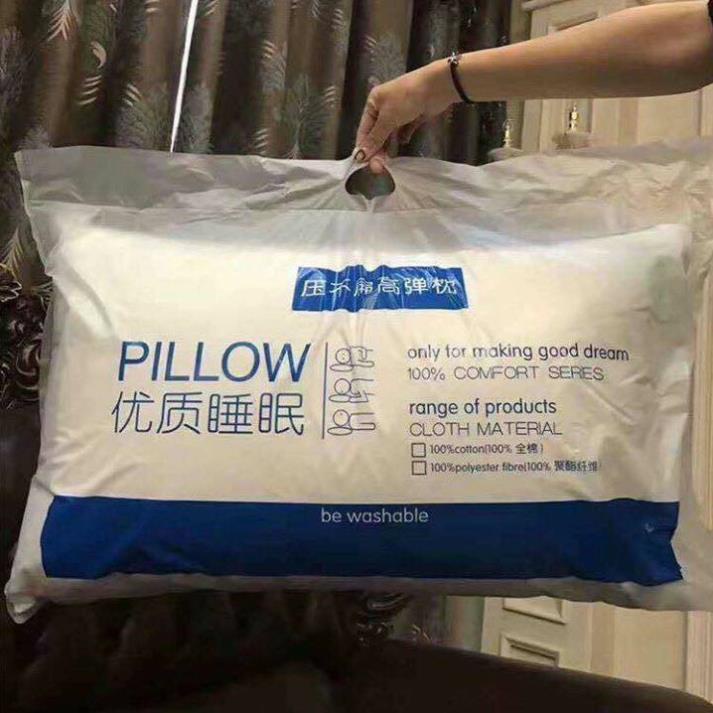 压不扁高弹枕
PILLOW
优质睡眠
only for making good dream
100% COMFORT SERIES
range of products
CLOTH MATERIAL
100%cotton(100% 全棉)
100%polyester fibre(100% 聚酯纤维)
be washable